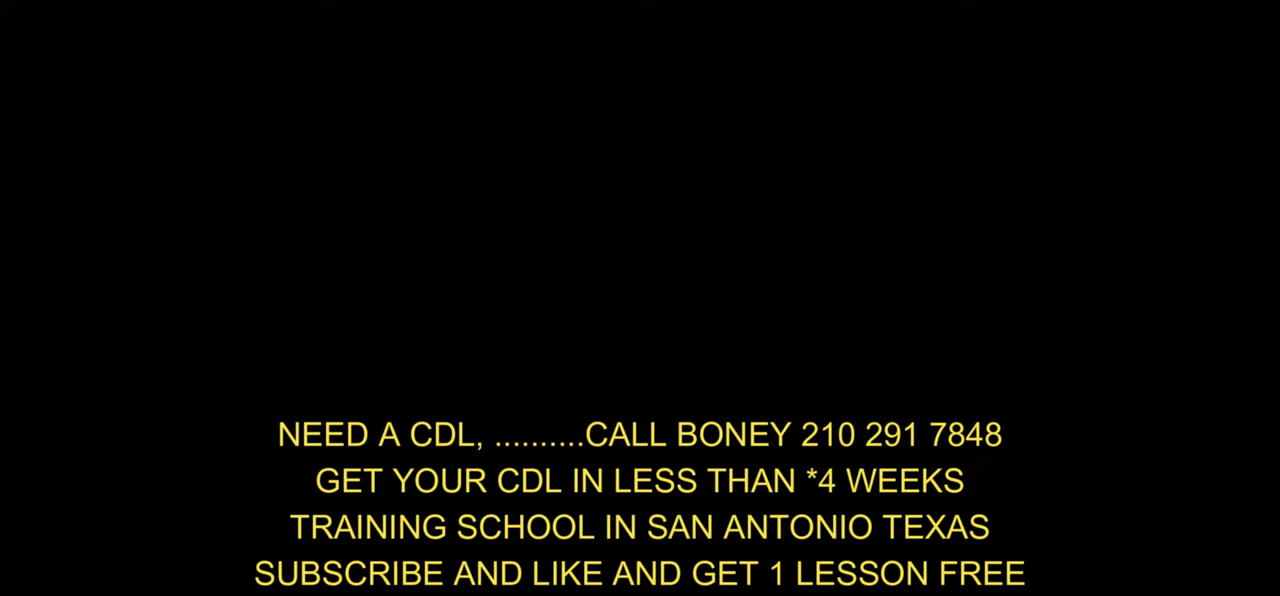 NEED A CDL, ..........CALL BONEY 210 291 7848
GET YOUR CDL IN LESS THAN *4 WEEKS
TRAINING SCHOOL IN SAN ANTONIO TEXAS
SUBSCRIBE AND LIKE AND GET 1 LESSON FREE